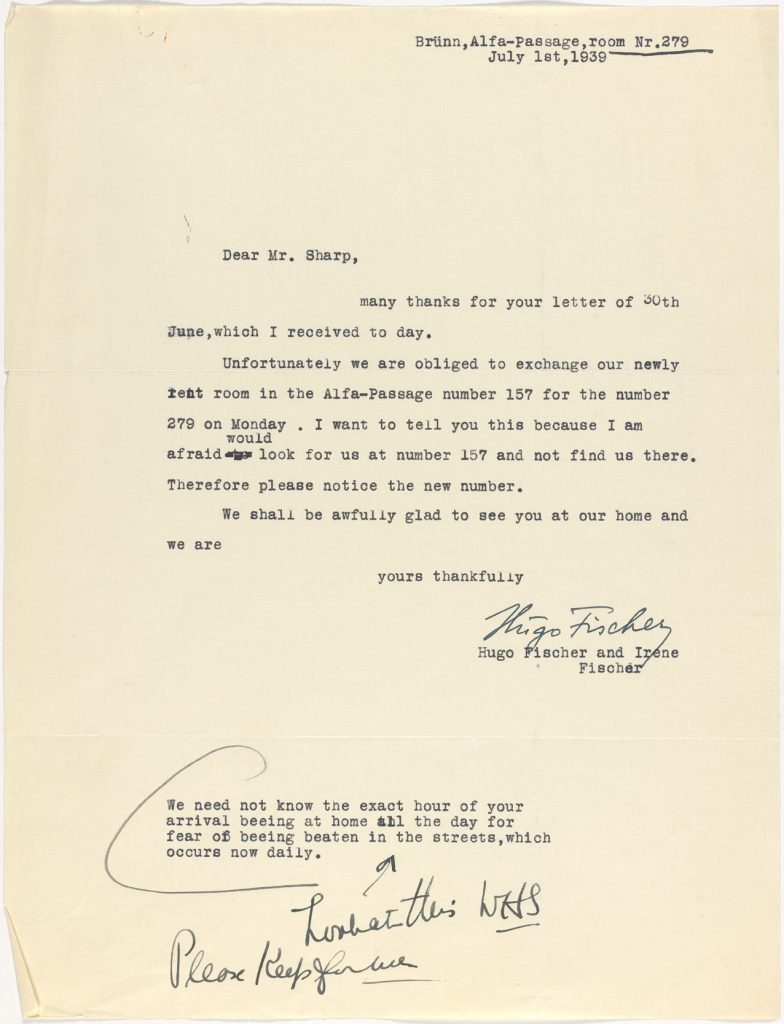 Brünn,Alfa-Passage,room Nr.279
July 1st,1939
Dear Mr. Sharp,
many thanks for your letter of 30th
June,which I received to day.
Unfortunately we are obliged to exchange our newly
rent room in the Alfa-Passage number 157 for the number
279 on Monday . I want to tell you this because I am
would
afraid to look for us at number 157 and not find us there.
Therefore please notice the new number.
We shall be awfully glad to see you at our home and
we are
yours thankfully
Hugo Fischer
Hugo Fischer and Irene
Fischer
We need not know the exact hour of your
arrival beeing at home all the day for
fear of beeing beaten in the streets,which
occurs now daily.
Look at this WHS
Please Keep for me